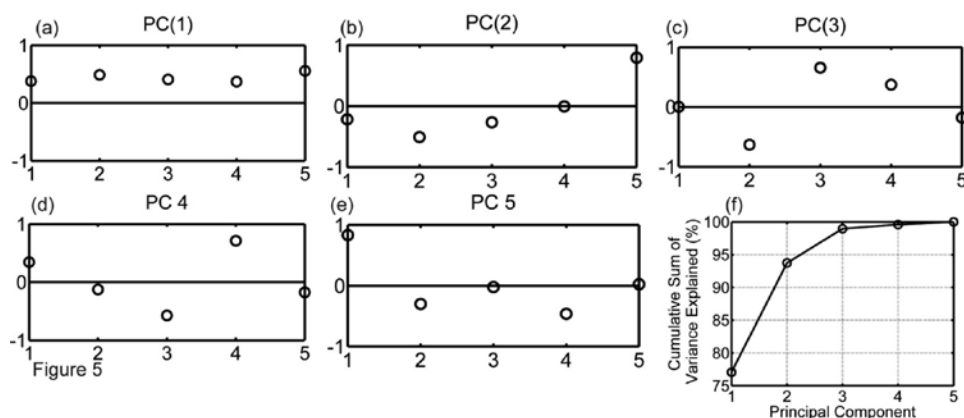 (a) PC(1)
1
0
-1
1 2 3 4 5
(b) PC(2)
1
0
-1
1 2 3 4 5
(c) PC(3)
1
0
-1
1 2 3 4 5
(d) PC 4
1
0
-1
1 2 3 4 5
Figure 5
(e) PC 5
1
0
-1
1 2 3 4 5
(f)
Cumulative Sum of
Variance Explained (%)
100
95
90
85
80
75
1 2 3 4 5
Principal Component